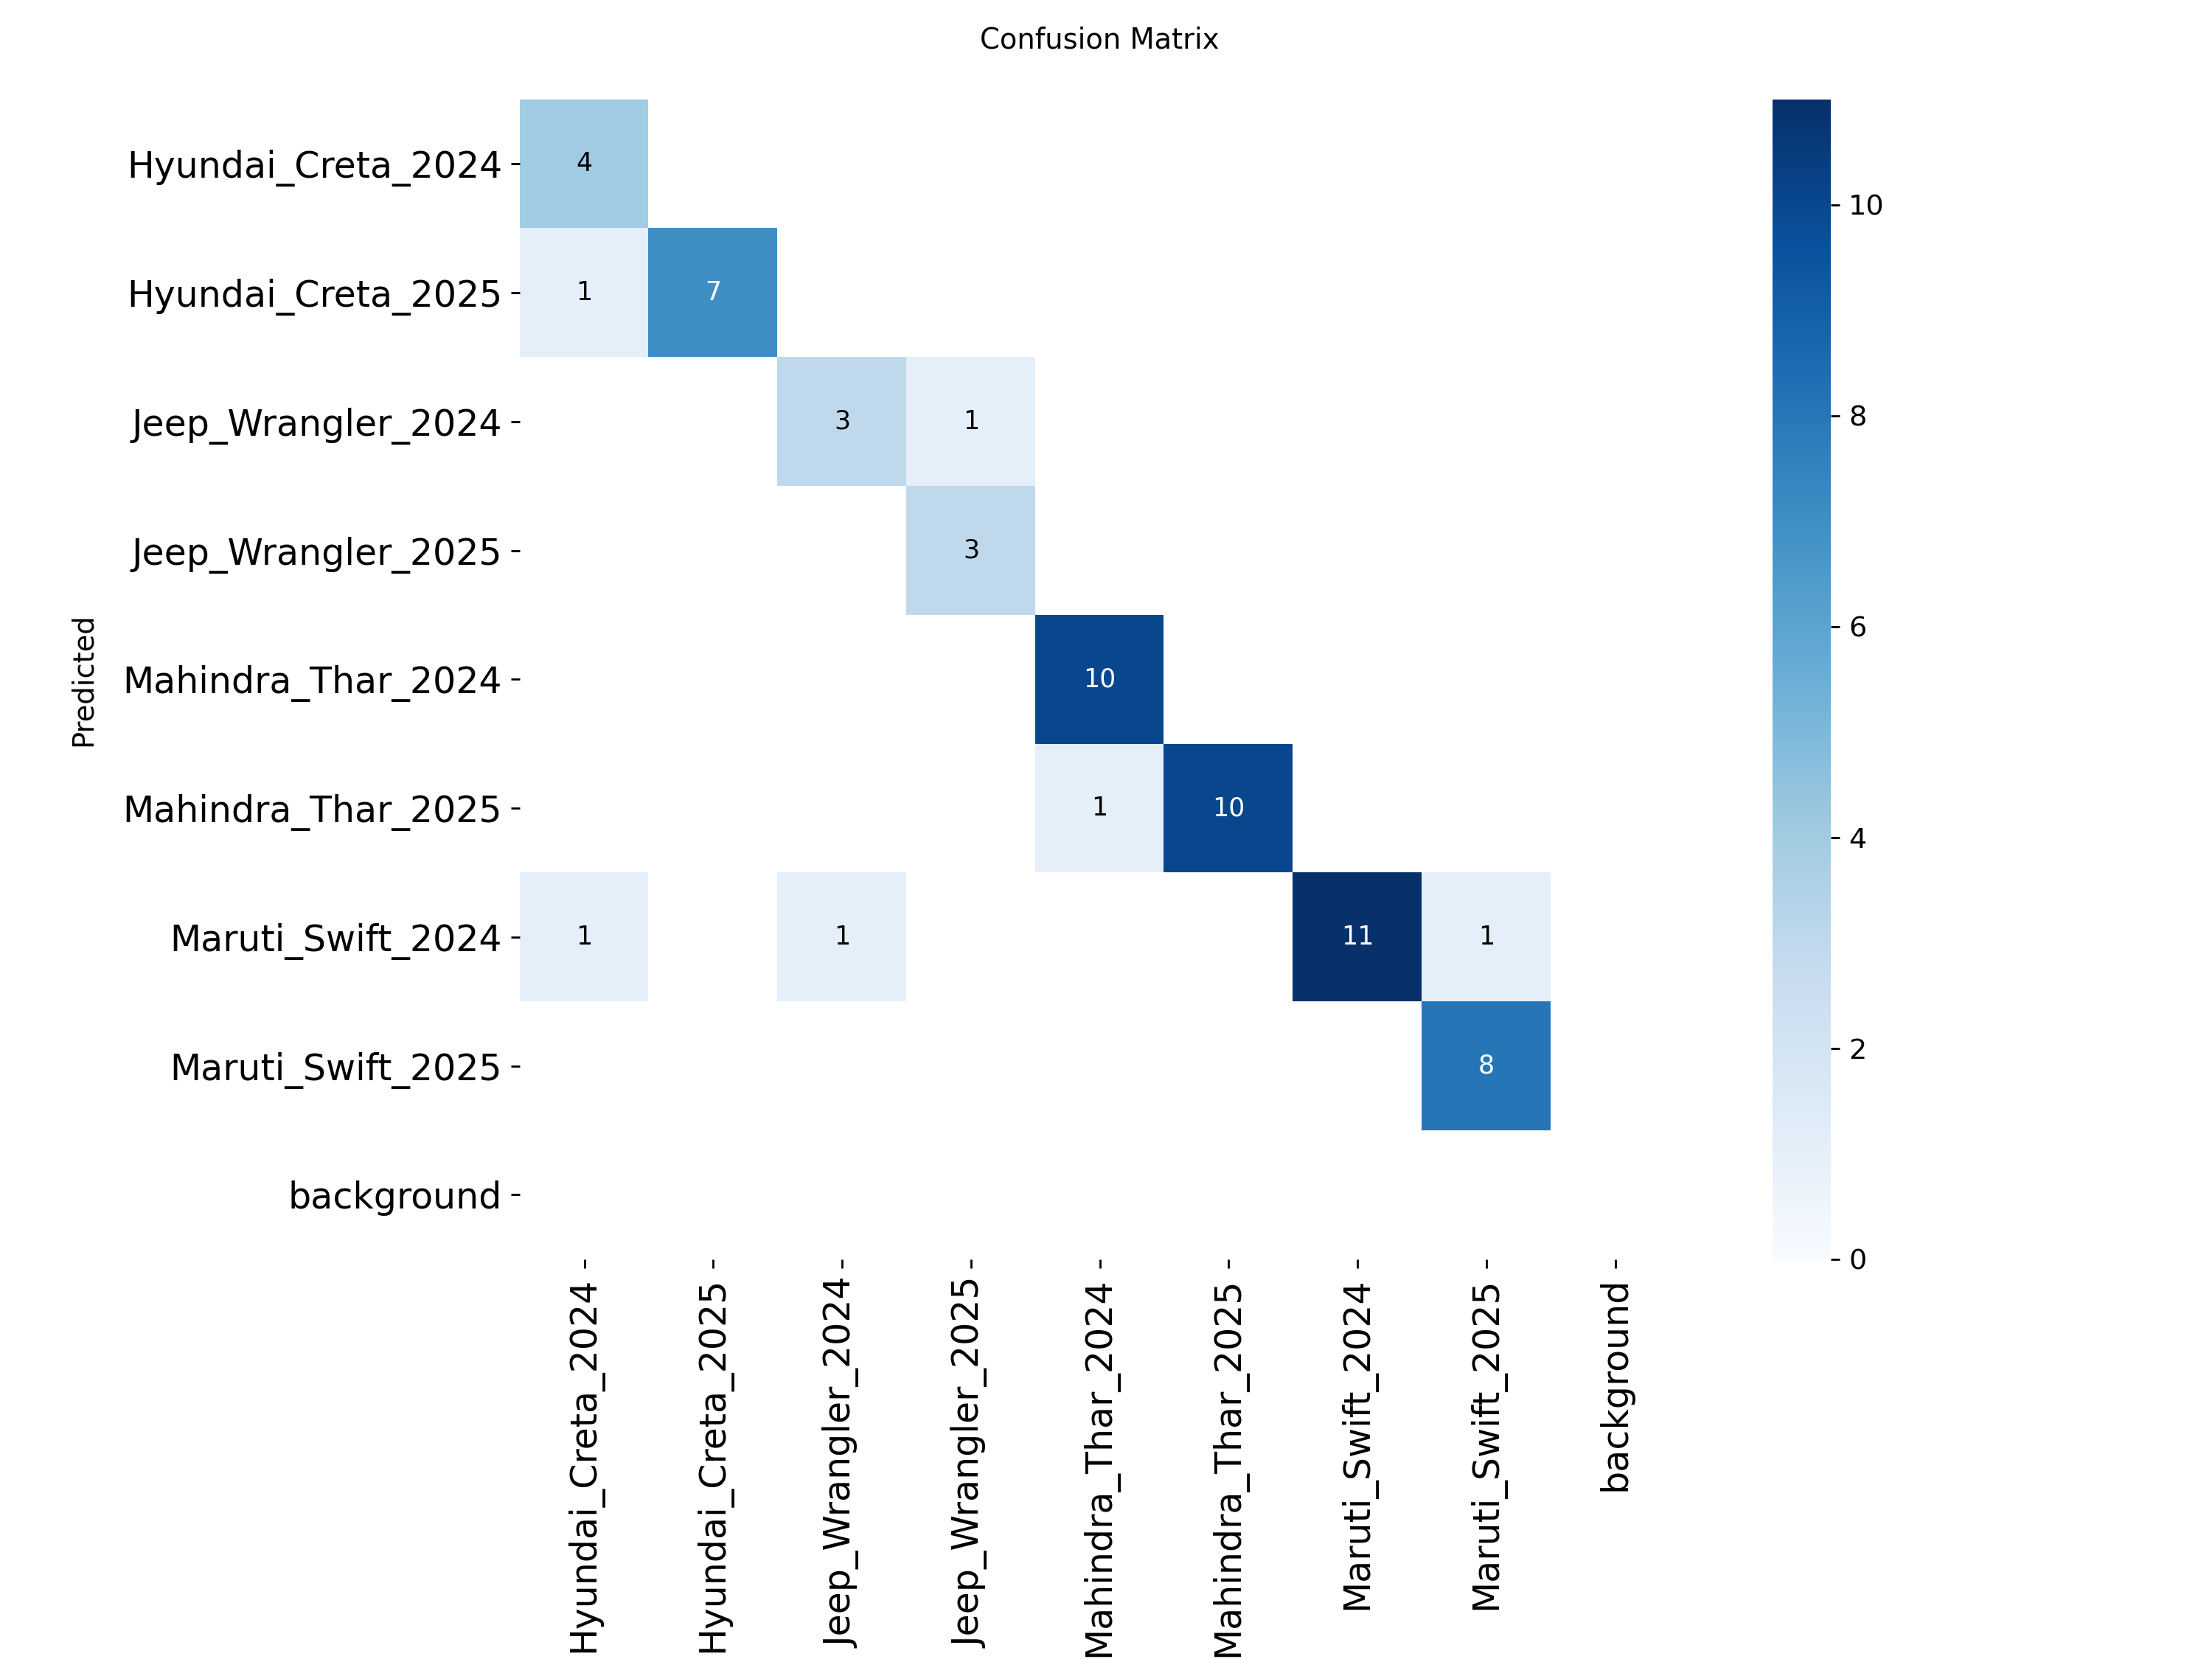 Confusion Matrix
Predicted
Hyundai_Creta_2024
4
Hyundai_Creta_2025
1 7
Jeep_Wrangler_2024
3 1
Jeep_Wrangler_2025
3
Mahindra_Thar_2024
10
Mahindra_Thar_2025
1 10
Maruti_Swift_2024
1 1 11 1
Maruti_Swift_2025
8
background
Hyundai_Creta_2024
Hyundai_Creta_2025
Jeep_Wrangler_2024
Jeep_Wrangler_2025
Mahindra_Thar_2024
Mahindra_Thar_2025
Maruti_Swift_2024
Maruti_Swift_2025
background
10
8
6
4
2
0